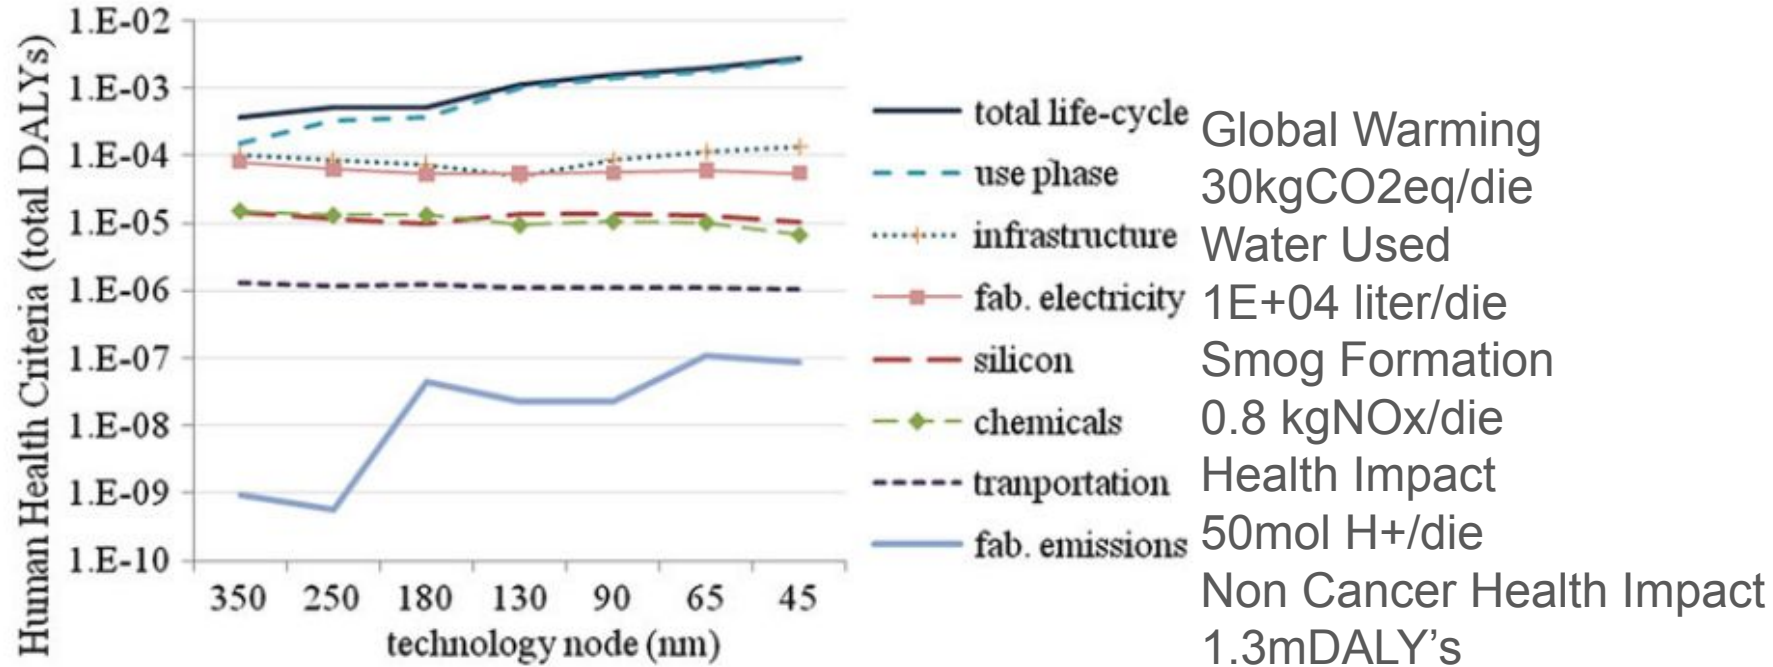 Human Health Criteria (total DALYs)
1.E-02
1.E-03
1.E-04
1.E-05
1.E-06
1.E-07
1.E-08
1.E-09
1.E-10
350 250 180 130 90 65 45
technology node (nm)
total life-cycle
use phase
infrastructure
fab. electricity
silicon
chemicals
tranportation
fab. emissions
Global Warming
30kgCO2eq/die
Water Used
1E+04 liter/die
Smog Formation
0.8 kgNOx/die
Health Impact
50mol H+/die
Non Cancer Health Impact
1.3mDALY’s